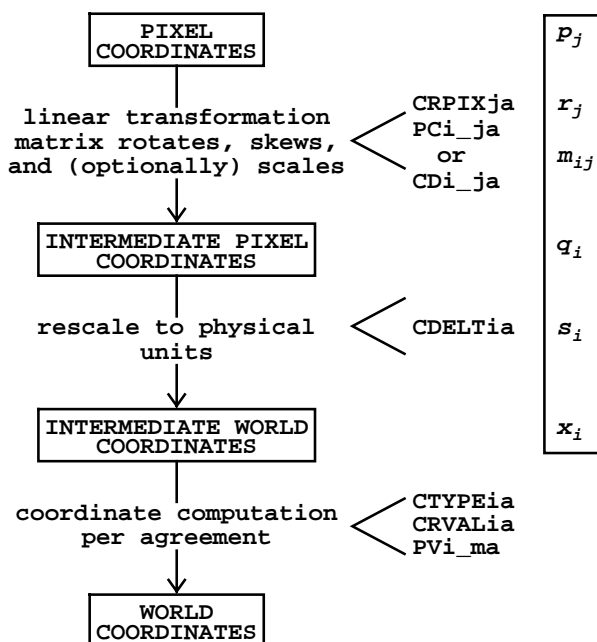 PIXEL
COORDINATES
p_j
linear transformation
matrix rotates, skews,
and (optionally) scales
CRPIXja
PCi_ja
or
CDi_ja
r_j
m_ij
INTERMEDIATE PIXEL
COORDINATES
q_i
rescale to physical
units
CDELTia
s_i
INTERMEDIATE WORLD
COORDINATES
x_i
coordinate computation
per agreement
CTYPEia
CRVALia
PVi_ma
WORLD
COORDINATES